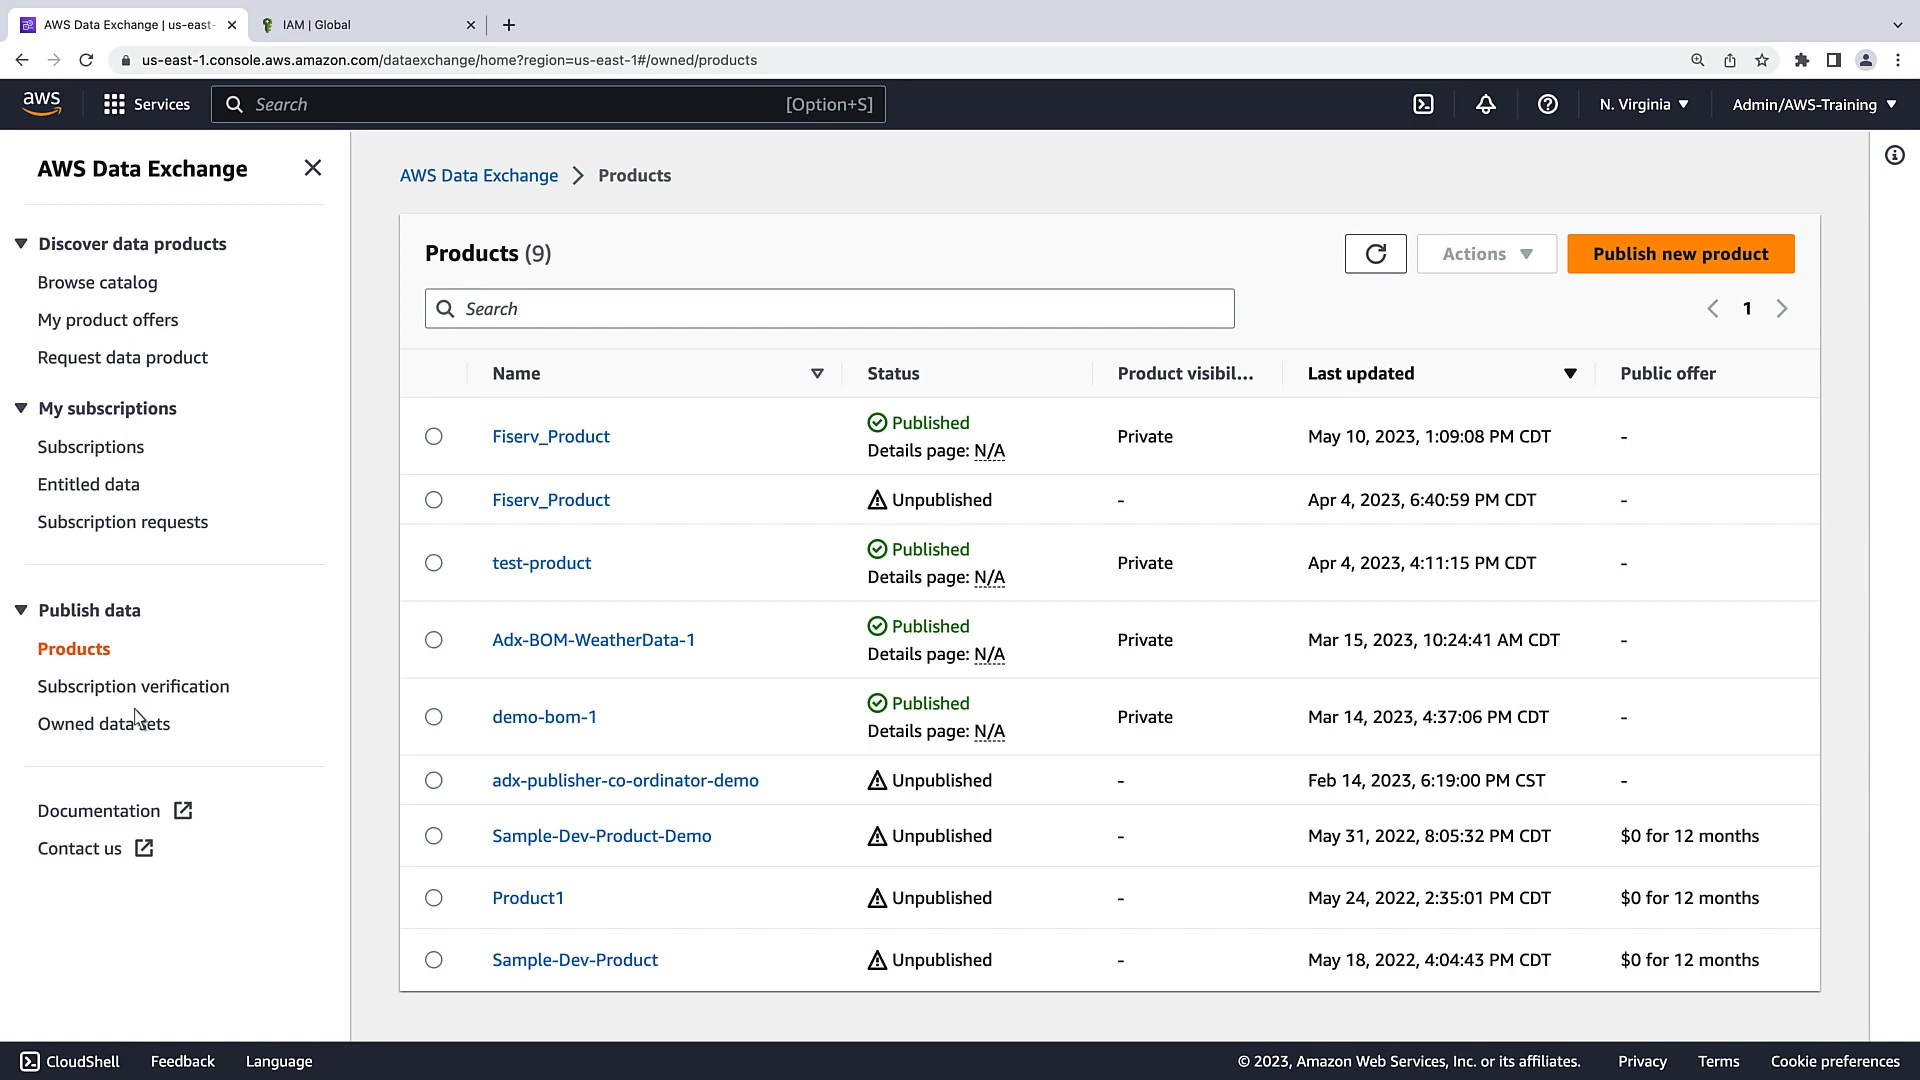 AWS Data Exchange | us-east-
IAM | Global
us-east-1.console.aws.amazon.com/dataexchange/home?region=us-east-1#/owned/products
aws
Services
Search
[Option+S]
N. Virginia
Admin/AWS-Training
AWS Data Exchange
Discover data products
Browse catalog
My product offers
Request data product
My subscriptions
Subscriptions
Entitled data
Subscription requests
Publish data
Products
Subscription verification
Owned data sets
Documentation
Contact us
AWS Data Exchange
Products
Products (9)
Actions
Publish new product
Search
1
Name
Status
Product visibil...
Last updated
Public offer
Fiserv_Product
Published
Details page: N/A
Private
May 10, 2023, 1:09:08 PM CDT
-
Fiserv_Product
Unpublished
-
Apr 4, 2023, 6:40:59 PM CDT
-
test-product
Published
Details page: N/A
Private
Apr 4, 2023, 4:11:15 PM CDT
-
Adx-BOM-WeatherData-1
Published
Details page: N/A
Private
Mar 15, 2023, 10:24:41 AM CDT
-
demo-bom-1
Published
Details page: N/A
Private
Mar 14, 2023, 4:37:06 PM CDT
-
adx-publisher-co-ordinator-demo
Unpublished
-
Feb 14, 2023, 6:19:00 PM CST
-
Sample-Dev-Product-Demo
Unpublished
-
May 31, 2022, 8:05:32 PM CDT
$0 for 12 months
Product1
Unpublished
-
May 24, 2022, 2:35:01 PM CDT
$0 for 12 months
Sample-Dev-Product
Unpublished
-
May 18, 2022, 4:04:43 PM CDT
$0 for 12 months
CloudShell
Feedback
Language
© 2023, Amazon Web Services, Inc. or its affiliates.
Privacy
Terms
Cookie preferences